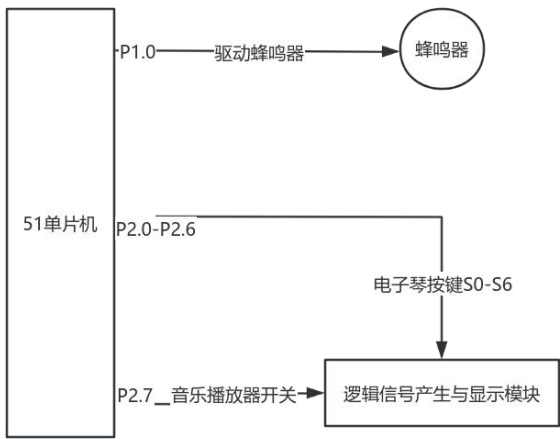 P1.0
驱动蜂鸣器
蜂鸣器
51单片机
P2.0-P2.6
电子琴按键S0-S6
P2.7
音乐播放器开关
逻辑信号产生与显示模块